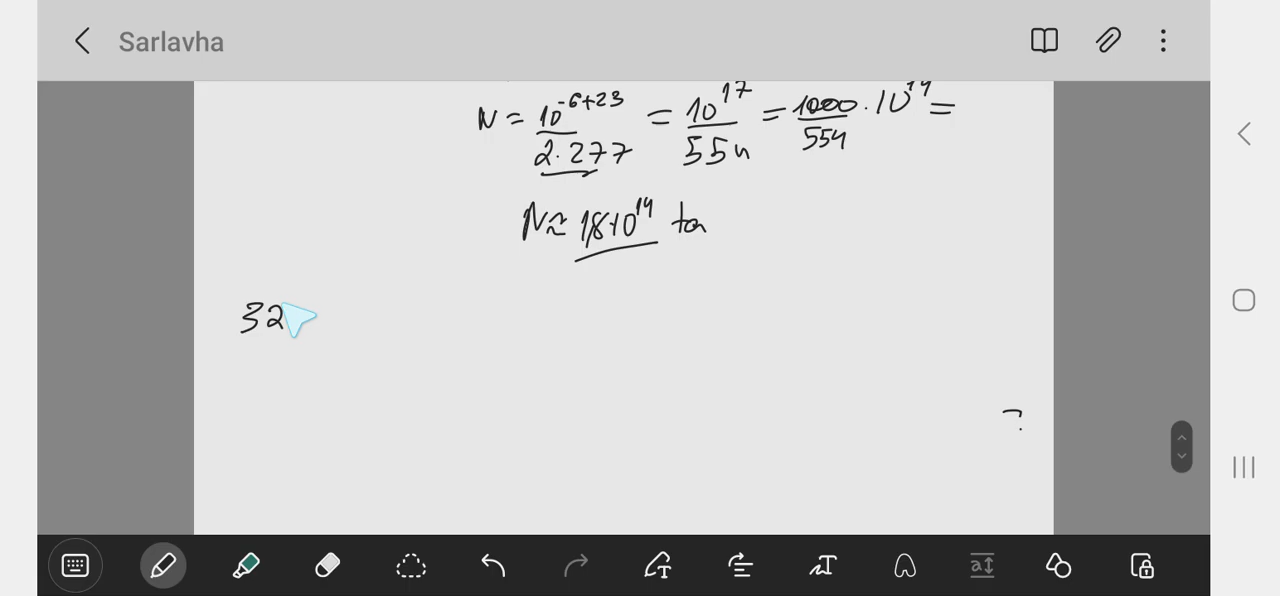 Sarlavha
N = 10^-6+23 / 2·277 = 10^17 / 554 = 1000 / 554 · 10^14 =
N ≈ 1,8·10^14 ta
32
?